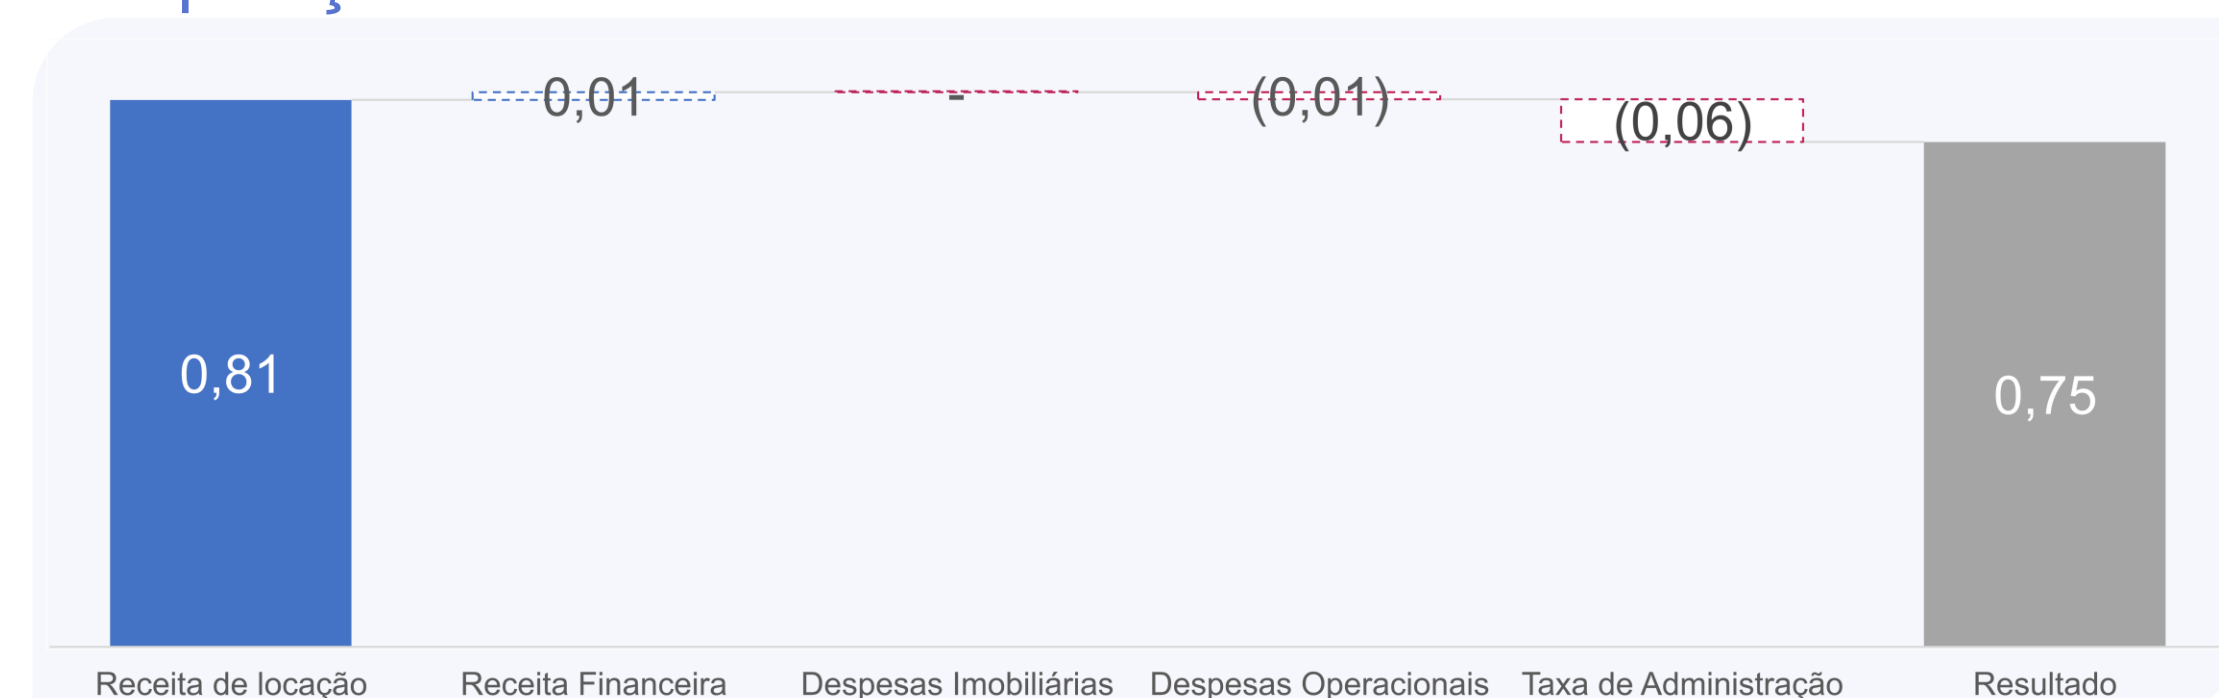 0,81
0,01
-
(0,01)
(0,06)
0,75
Receita de locação
Receita Financeira
Despesas Imobiliárias
Despesas Operacionais
Taxa de Administração
Resultado